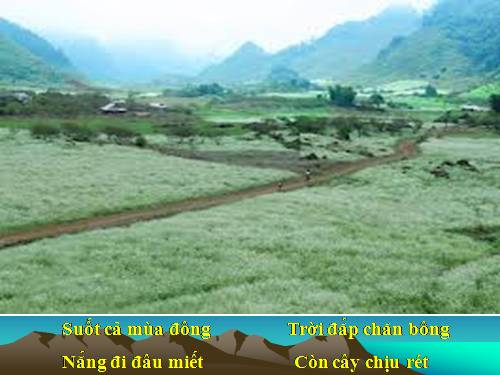 Suốt cả mùa đông
Nắng đi đâu miết
Trời đắp chăn bông
Còn cây chịu rét